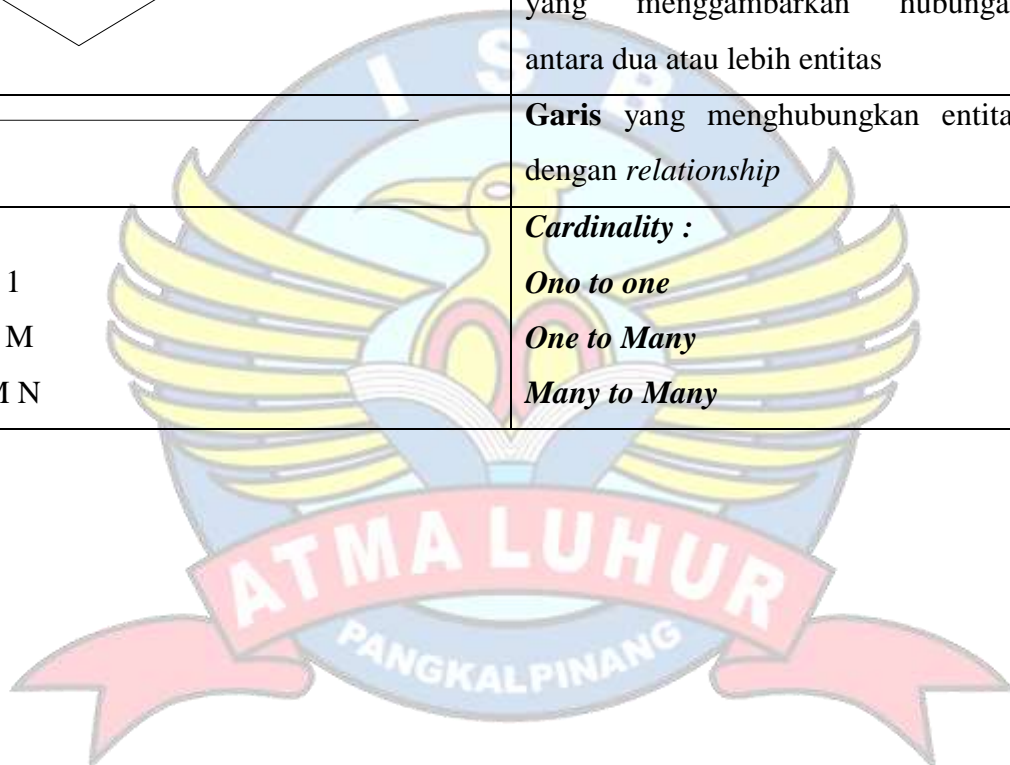 yang menggambarkan hubunga
antara dua atau lebih entitas
Garis yang menghubungkan entita
dengan relationship
Cardinality :
1
Ono to one
M
One to Many
M N
Many to Many
I S B
ATMA LUHUR
PANGKALPINANG